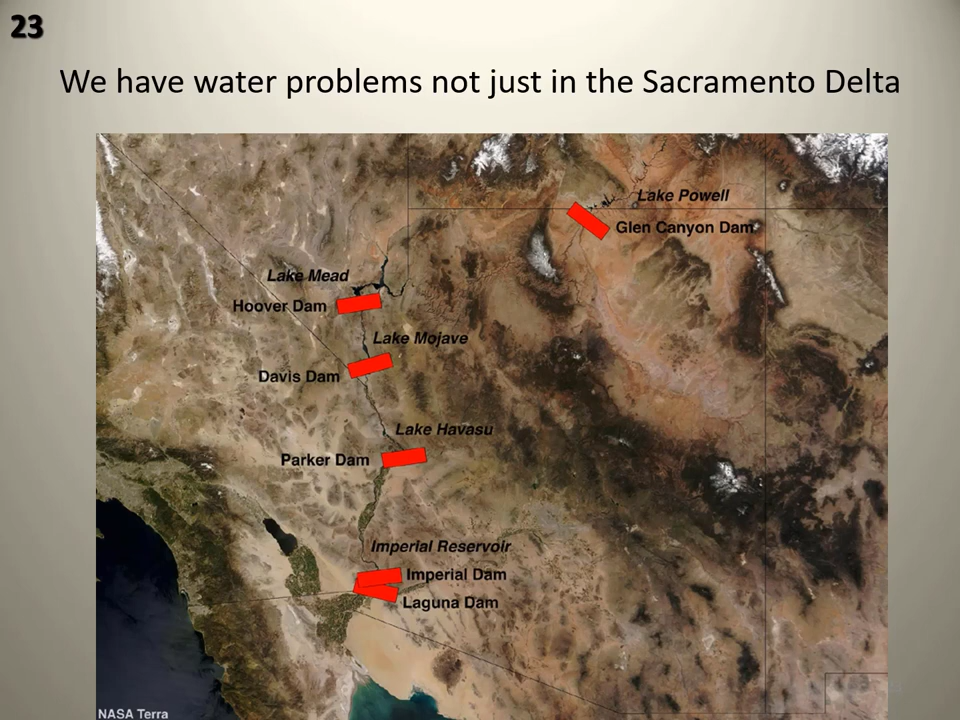 23
We have water problems not just in the Sacramento Delta
Lake Powell
Glen Canyon Dam
Lake Mead
Hoover Dam
Lake Mojave
Davis Dam
Lake Havasu
Parker Dam
Imperial Reservoir
Imperial Dam
Laguna Dam
NASA Terra